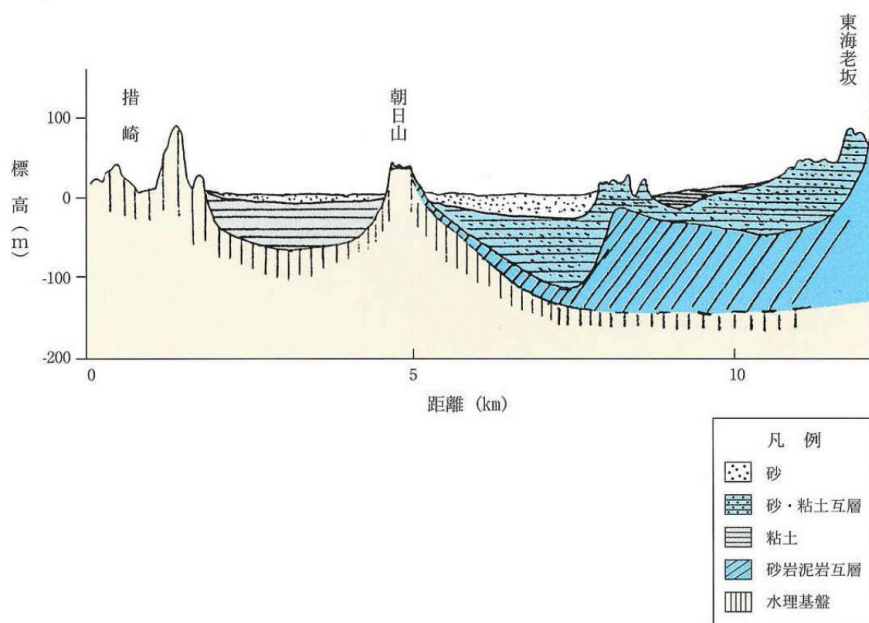 東海老坂
措崎
朝日山
標高(m)
100
0
-100
-200
0
5
10
距離 (km)
凡例
砂
砂・粘土互層
粘土
砂岩泥岩互層
水理基盤